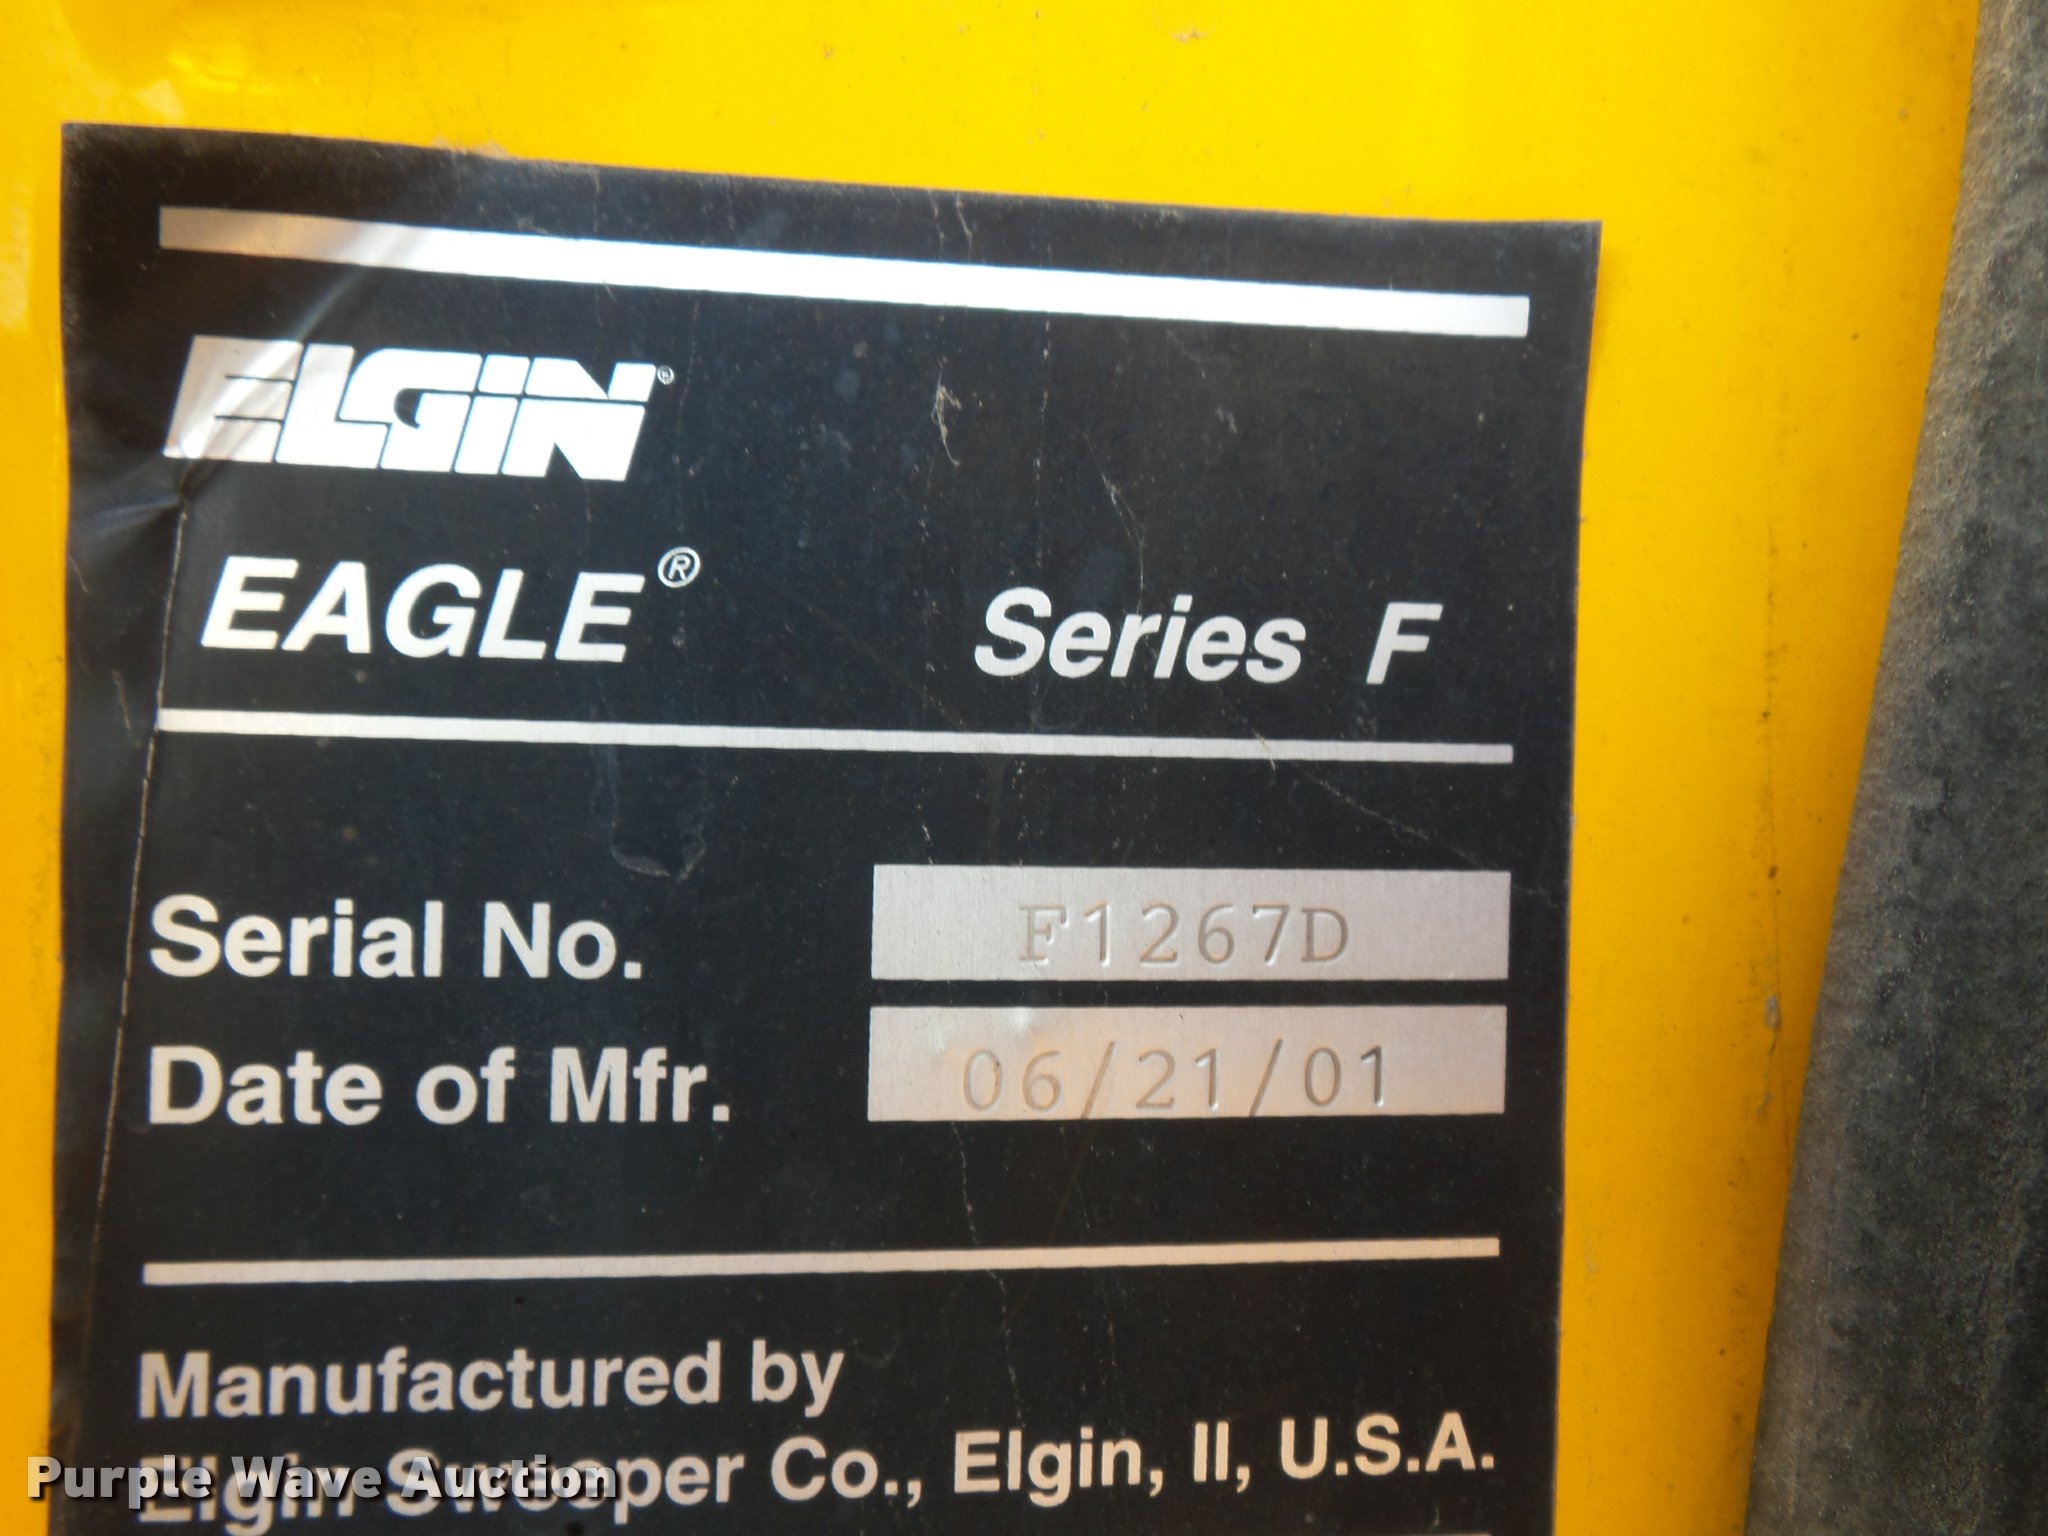 ELGIN®
EAGLE® Series F
Serial No. F1267D
Date of Mfr. 06/21/01
Manufactured by
Elgin Sweeper Co., Elgin, Il, U.S.A.
Purple Wave Auction